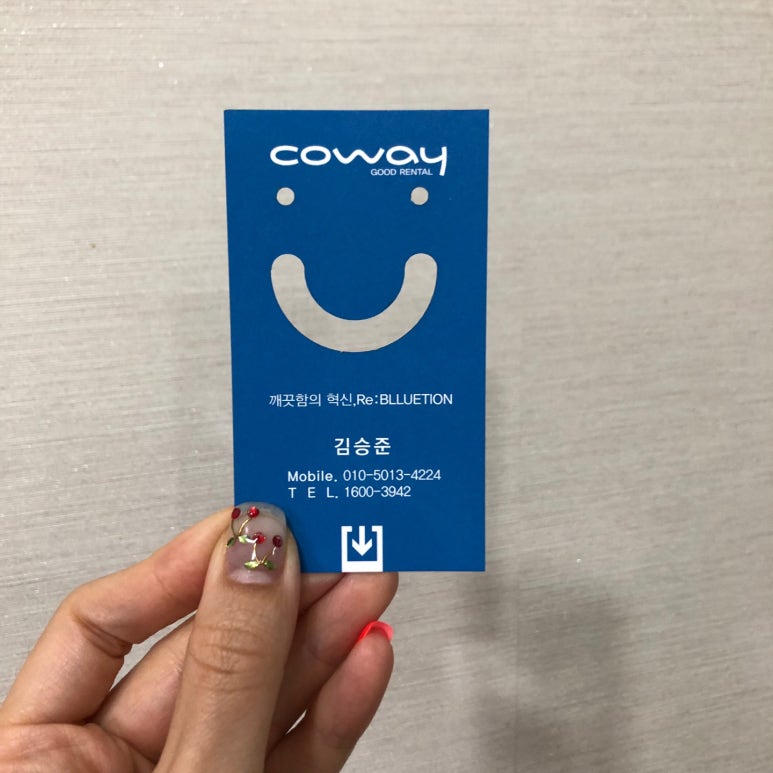 coway
GOOD RENTAL
깨끗함의 혁신,Re:BLLUETION
김승준
Mobile. 010-5013-4224
T E L. 1600-3942